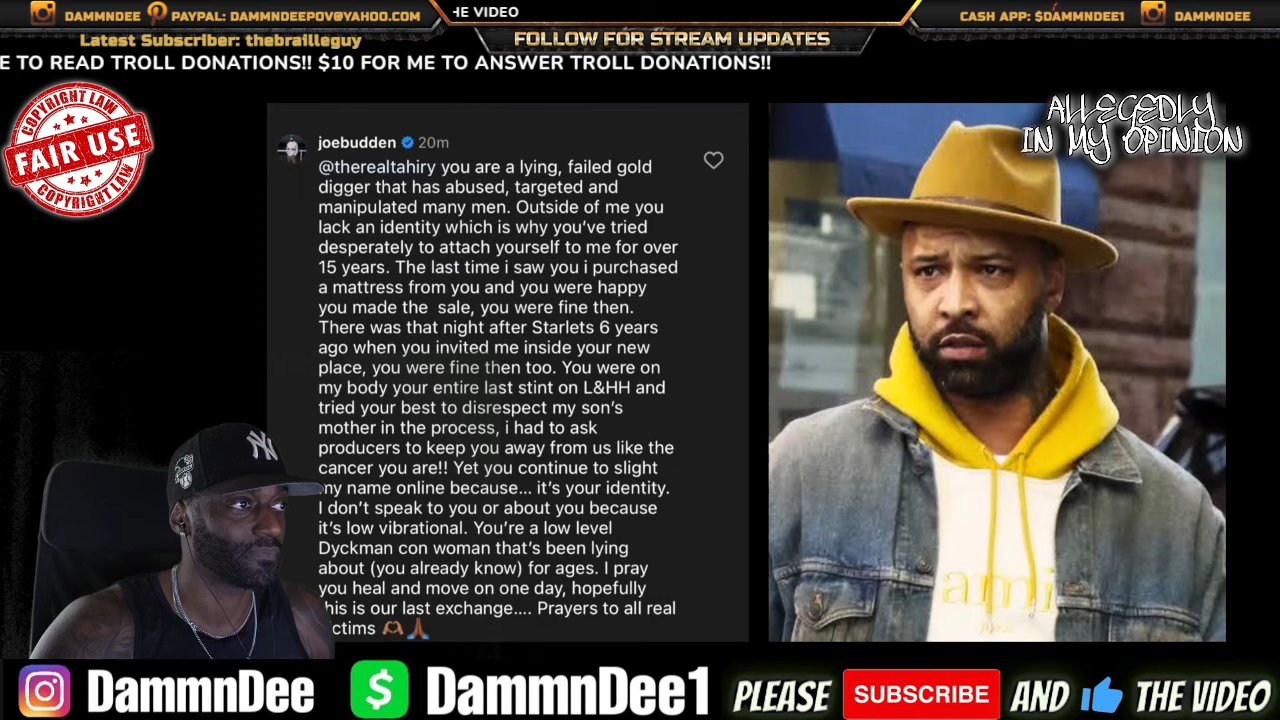 DAMMNDEE PAYPAL: DAMMNDEEPOV@YAHOO.COM
HE VIDEO
CASH APP: $DAMMNDEE1 DAMMNDEE
Latest Subscriber: thebrailleguy
FOLLOW FOR STREAM UPDATES
E TO READ TROLL DONATIONS!! $10 FOR ME TO ANSWER TROLL DONATIONS!!
COPYRIGHT LAW
FAIR USE
COPYRIGHT LAW
ALLEGEDLY
IN MY OPINION
joebudden 20m
@therealtahiry you are a lying, failed gold
digger that has abused, targeted and
manipulated many men. Outside of me you
lack an identity which is why you've tried
desperately to attach yourself to me for over
15 years. The last time i saw you i purchased
a mattress from you and you were happy
you made the sale, you were fine then.
There was that night after Starlets 6 years
ago when you invited me inside your new
place, you were fine then too. You were on
my body your entire last stint on L&HH and
tried your best to disrespect my son's
mother in the process, i had to ask
producers to keep you away from us like the
cancer you are!! Yet you continue to slight
my name online because... it's your identity.
I don't speak to you or about you because
it's low vibrational. You're a low level
Dyckman con woman that's been lying
about (you already know) for ages. I pray
you heal and move on one day, hopefully
this is our last exchange.... Prayers to all real
victims
NY
ami
DammnDee
$
DammnDee1
PLEASE SUBSCRIBE AND THE VIDEO